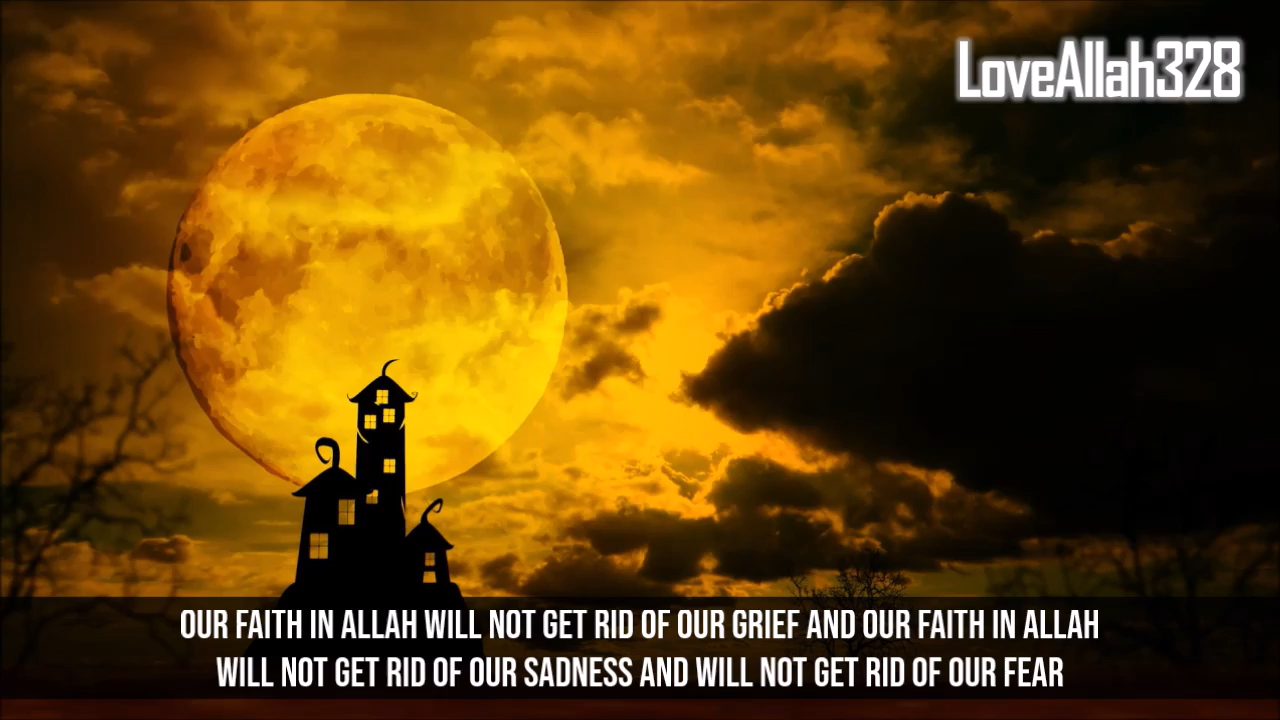 LoveAllah328
OUR FAITH IN ALLAH WILL NOT GET RID OF OUR GRIEF AND OUR FAITH IN ALLAH
WILL NOT GET RID OF OUR SADNESS AND WILL NOT GET RID OF OUR FEAR